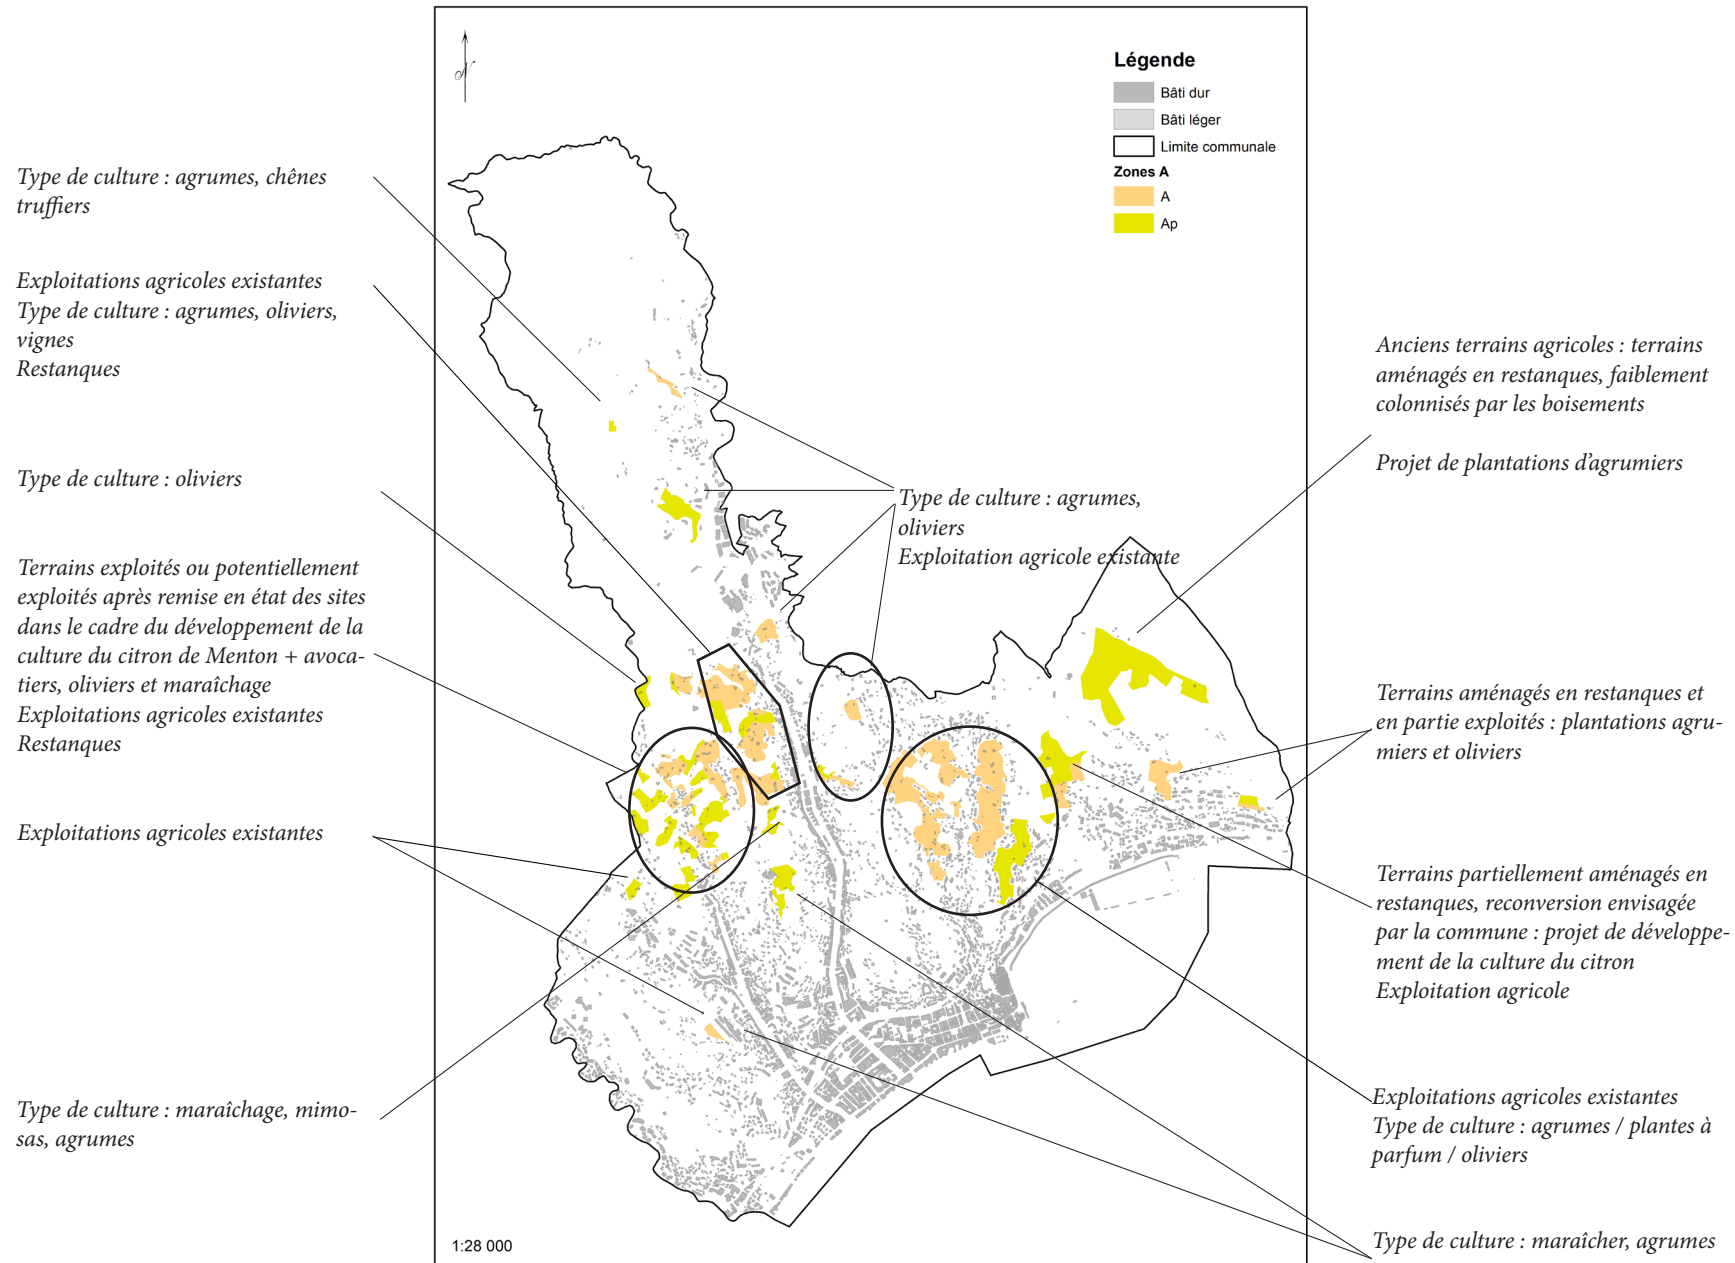 Légende
Bâti dur
Bâti léger
Limite communale
Zones A
A
Ap
Type de culture : agrumes, chênes
truffiers
Exploitations agricoles existantes
Type de culture : agrumes, oliviers,
vignes
Restanques
Type de culture : oliviers
Terrains exploités ou potentiellement
exploités après remise en état des sites
dans le cadre du développement de la
culture du citron de Menton + avoca-
tiers, oliviers et maraîchage
Exploitations agricoles existantes
Restanques
Exploitations agricoles existantes
Type de culture : maraîchage, mimo-
sas, agrumes
Type de culture : agrumes,
oliviers
Exploitation agricole existante
Anciens terrains agricoles : terrains
aménagés en restanques, faiblement
colonnisés par les boisements
Projet de plantations d'agrumiers
Terrains aménagés en restanques et
en partie exploités : plantations agru-
miers et oliviers
Terrains partiellement aménagés en
restanques, reconversion envisagée
par la commune : projet de développe-
ment de la culture du citron
Exploitation agricole
Exploitations agricoles existantes
Type de culture : agrumes / plantes à
parfum / oliviers
Type de culture : maraîcher, agrumes
1:28 000
N